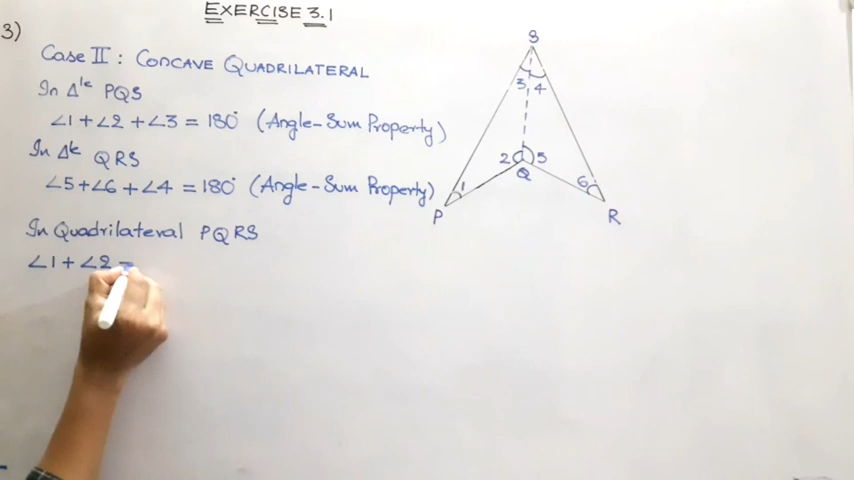 EXERCISE 3.1
3)
Case II : CONCAVE QUADRILATERAL
In Δle PQS
∠1+∠2+∠3 = 180° (Angle-Sum Property)
In Δle QRS
∠5+∠6+∠4 = 180° (Angle-Sum Property)
In Quadrilateral PQRS
∠1+∠2
S
3 4
2 5
Q
1
6
P
R